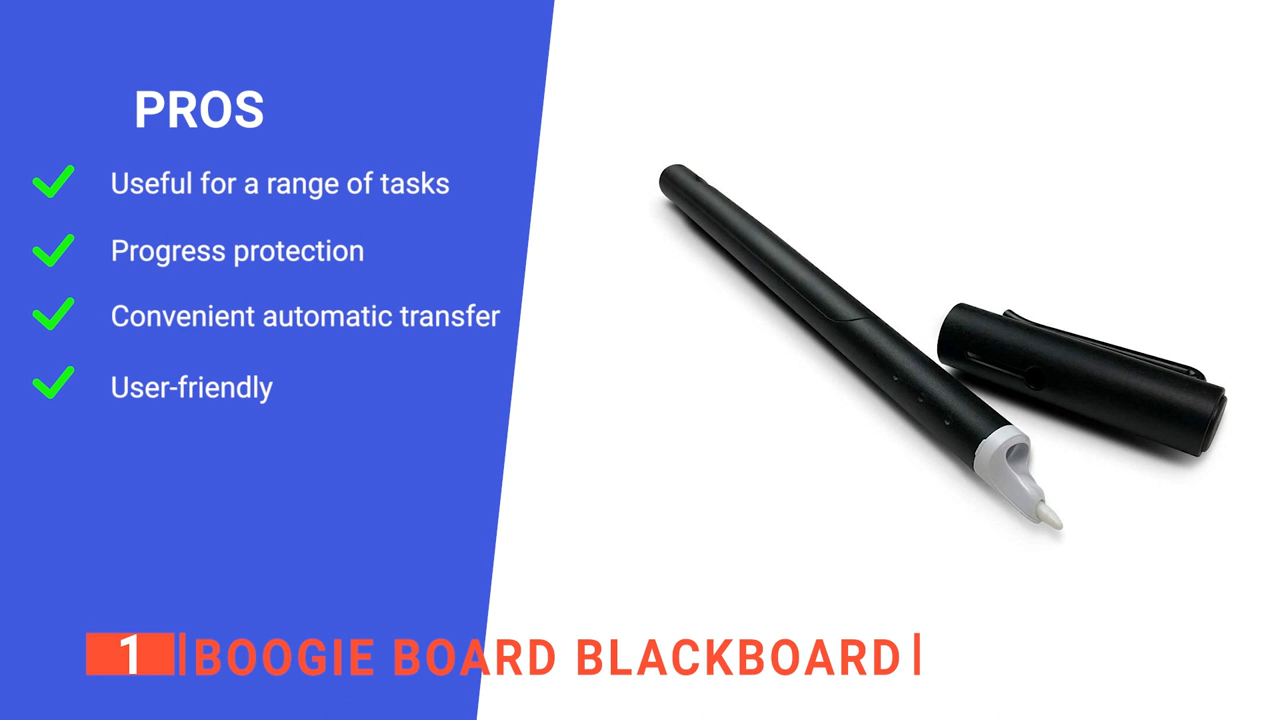 PROS
Useful for a range of tasks
Progress protection
Convenient automatic transfer
User-friendly
1 BOOGIE BOARD BLACKBOARD